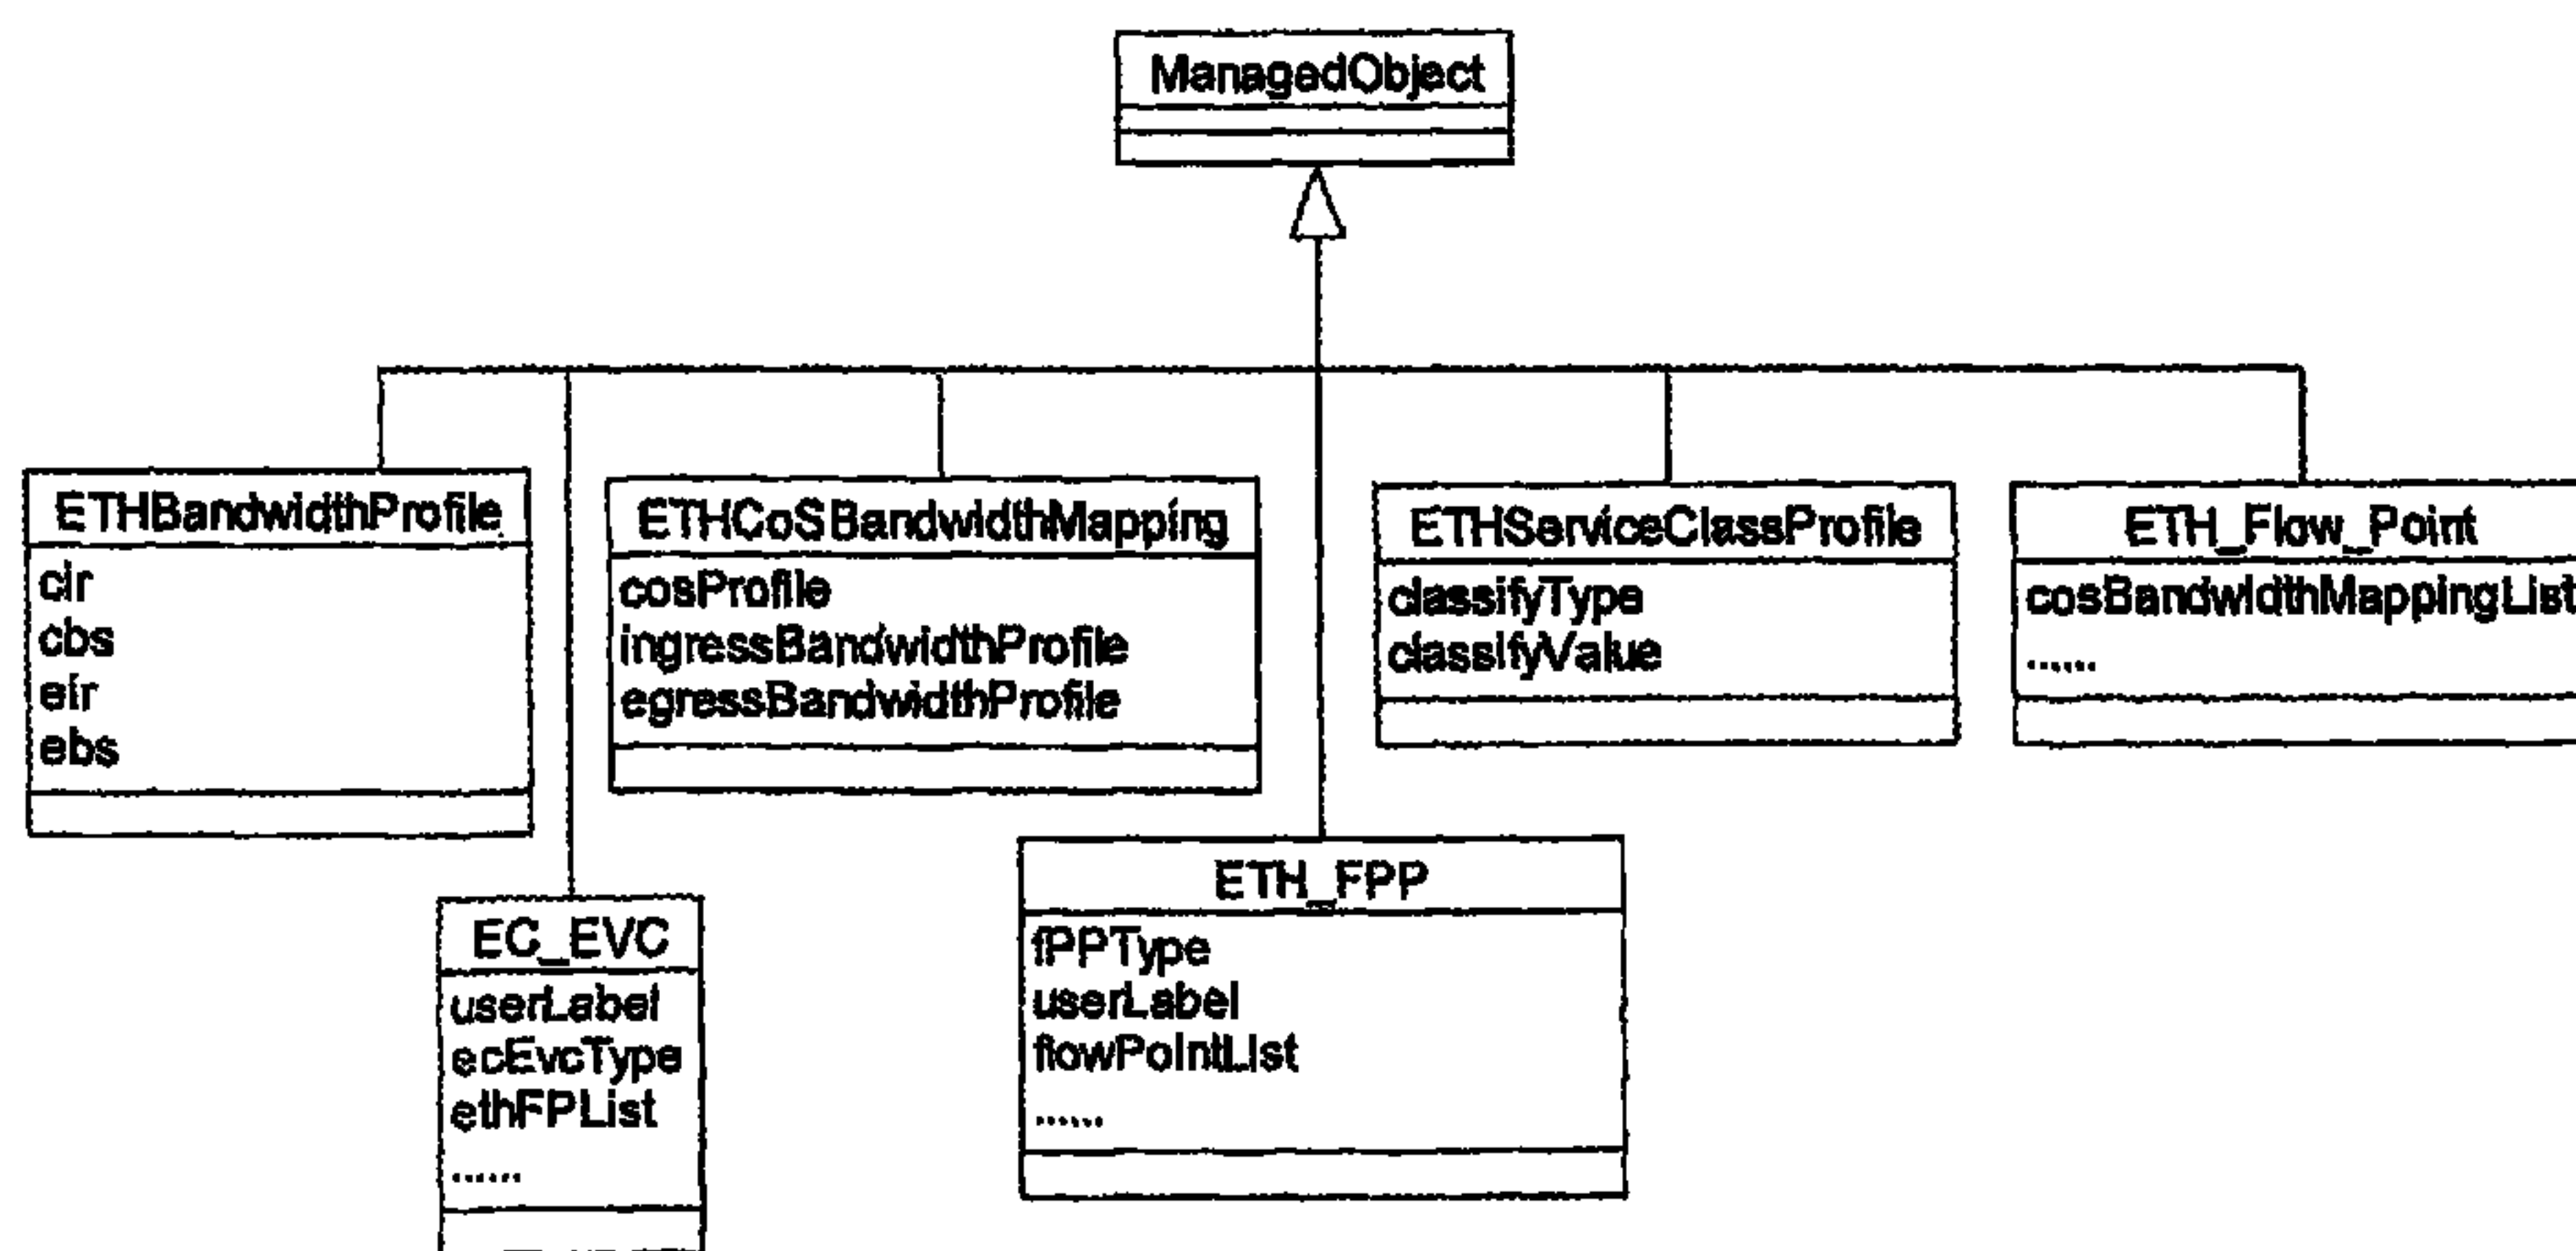 ManagedObject
ETHBandwidthProfile
cir
cbs
eir
ebs
ETHCoSBandwidthMapping
cosProfile
ingressBandwidthProfile
egressBandwidthProfile
ETHServiceClassProfile
classifyType
classifyValue
ETH_Flow_Point
cosBandwidthMappingList
......
EC_EVC
userLabel
ecEvcType
ethFPList
......
ETH_FPP
fPPType
userLabel
flowPointList
......